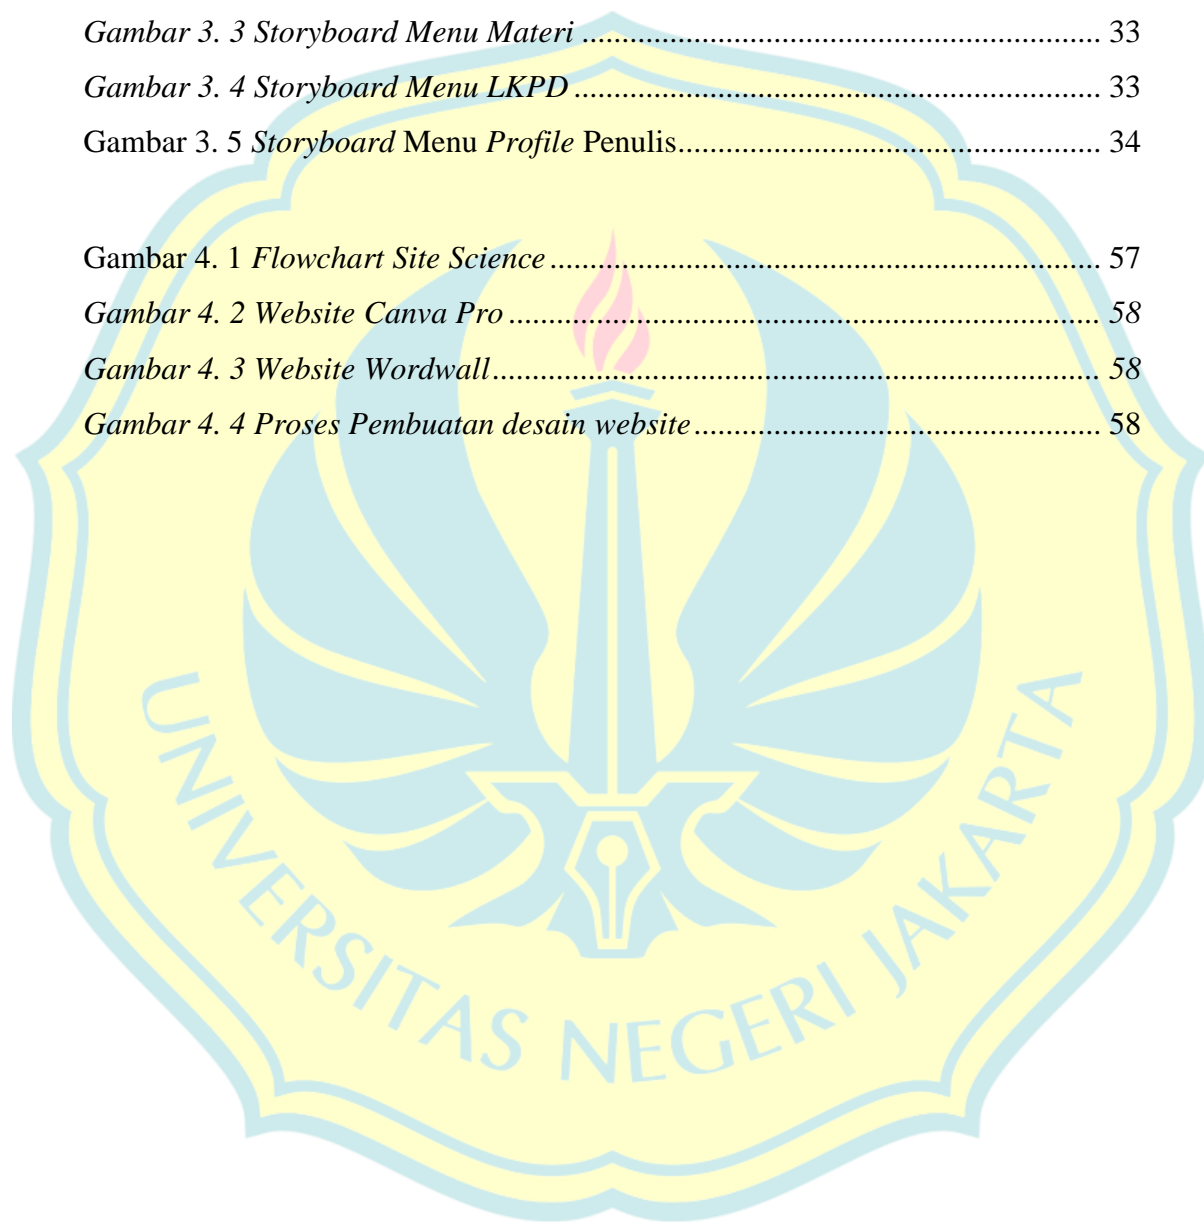 Gambar 3. 3 Storyboard Menu Materi ................................................................ 33
Gambar 3. 4 Storyboard Menu LKPD ................................................................. 33
Gambar 3. 5 Storyboard Menu Profile Penulis.................................................... 34
Gambar 4. 1 Flowchart Site Science .................................................................... 57
Gambar 4. 2 Website Canva Pro ......................................................................... 58
Gambar 4. 3 Website Wordwall........................................................................... 58
Gambar 4. 4 Proses Pembuatan desain website .................................................. 58
UNIVERSITAS NEGERI JAKARTA